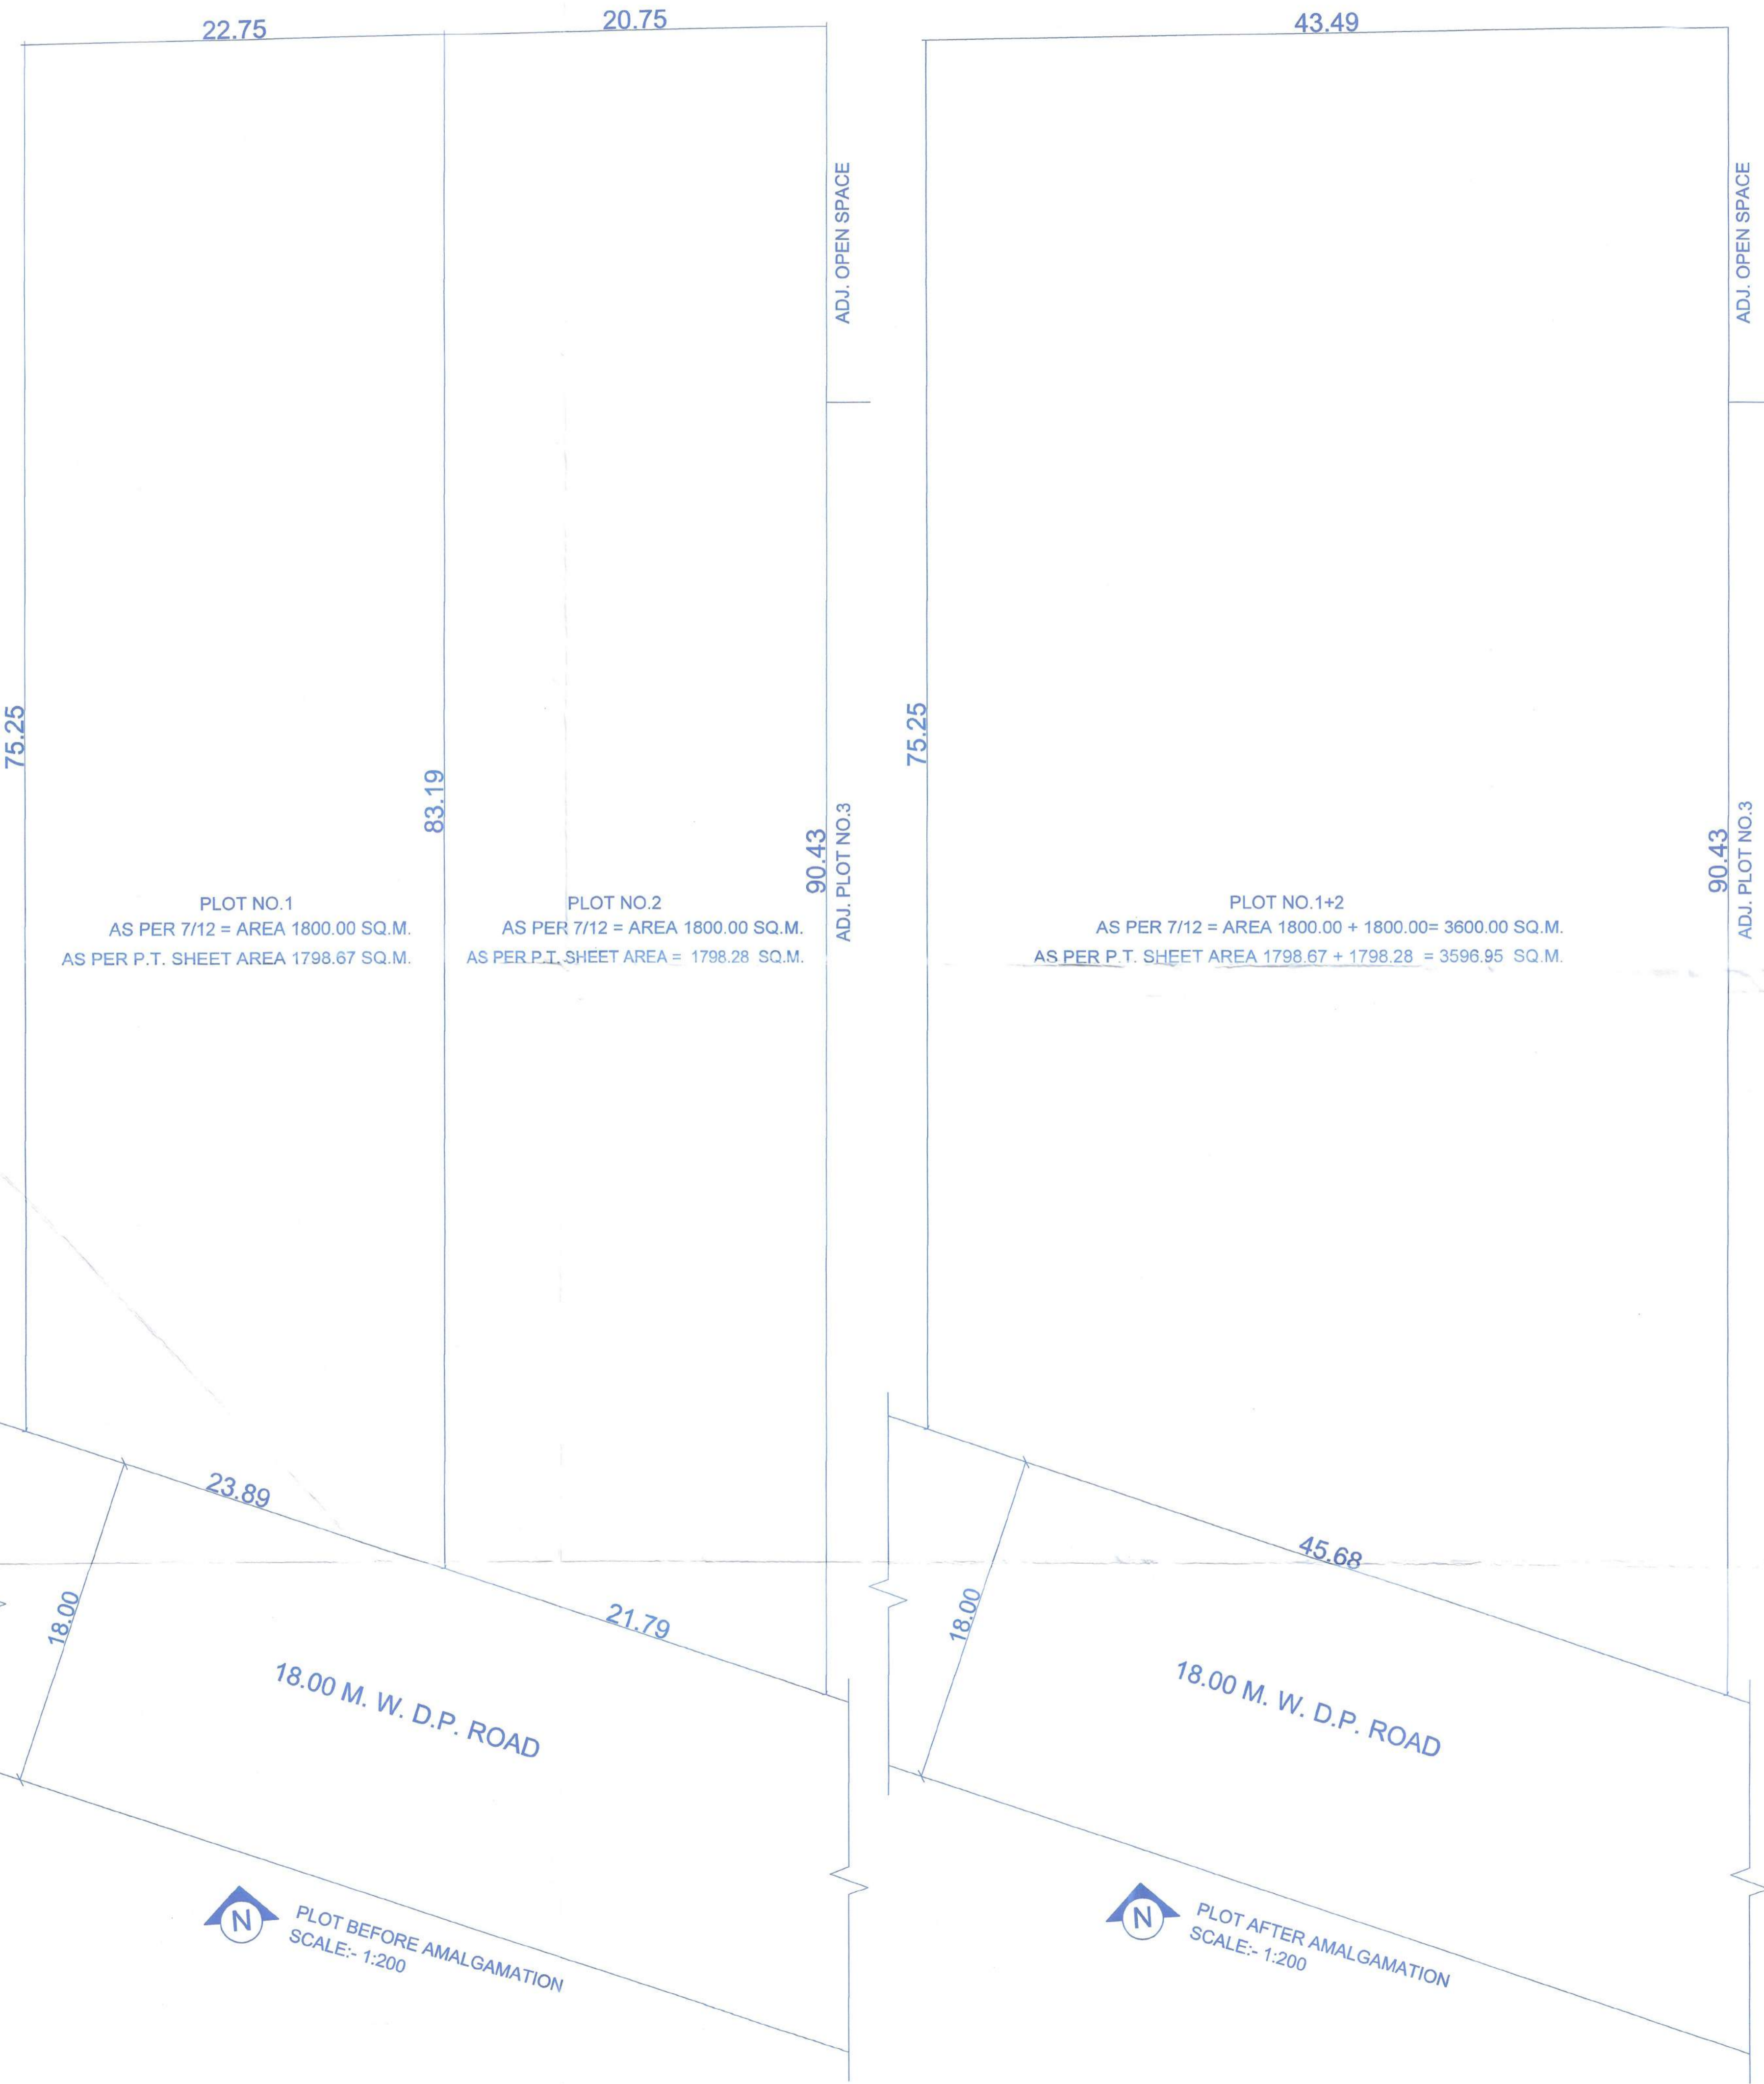 22.75
20.75
75.25
83.19
90.43
ADJ. OPEN SPACE
ADJ. PLOT NO.3
PLOT NO.1
AS PER 7/12 = AREA 1800.00 SQ.M.
AS PER P.T. SHEET AREA 1798.67 SQ.M.
PLOT NO.2
AS PER 7/12 = AREA 1800.00 SQ.M.
AS PER P.T. SHEET AREA = 1798.28 SQ.M.
23.89
21.79
18.00
18.00 M. W. D.P. ROAD
N
PLOT BEFORE AMALGAMATION
SCALE:- 1:200
43.49
75.25
90.43
ADJ. OPEN SPACE
ADJ. PLOT NO.3
PLOT NO.1+2
AS PER 7/12 = AREA 1800.00 + 1800.00= 3600.00 SQ.M.
AS PER P.T. SHEET AREA 1798.67 + 1798.28 = 3596.95 SQ.M.
45.68
18.00
18.00 M. W. D.P. ROAD
N
PLOT AFTER AMALGAMATION
SCALE:- 1:200